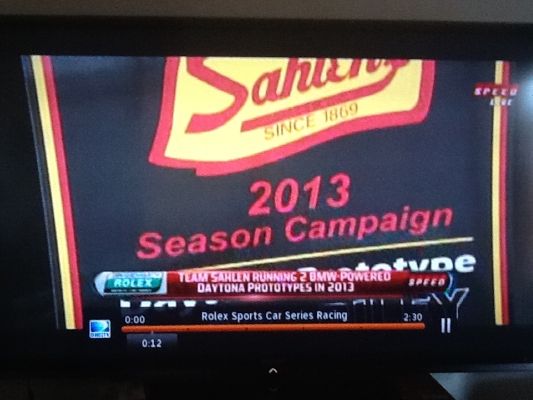 Sahlen's
SINCE 1869
SPEED
LIVE
2013
Season Campaign
ROLEX
TEAM SAHLEN RUNNING 2 BMW-POWERED
DAYTONA PROTOTYPES IN 2013
SPEED
0:00
Rolex Sports Car Series Racing
2:30
0:12